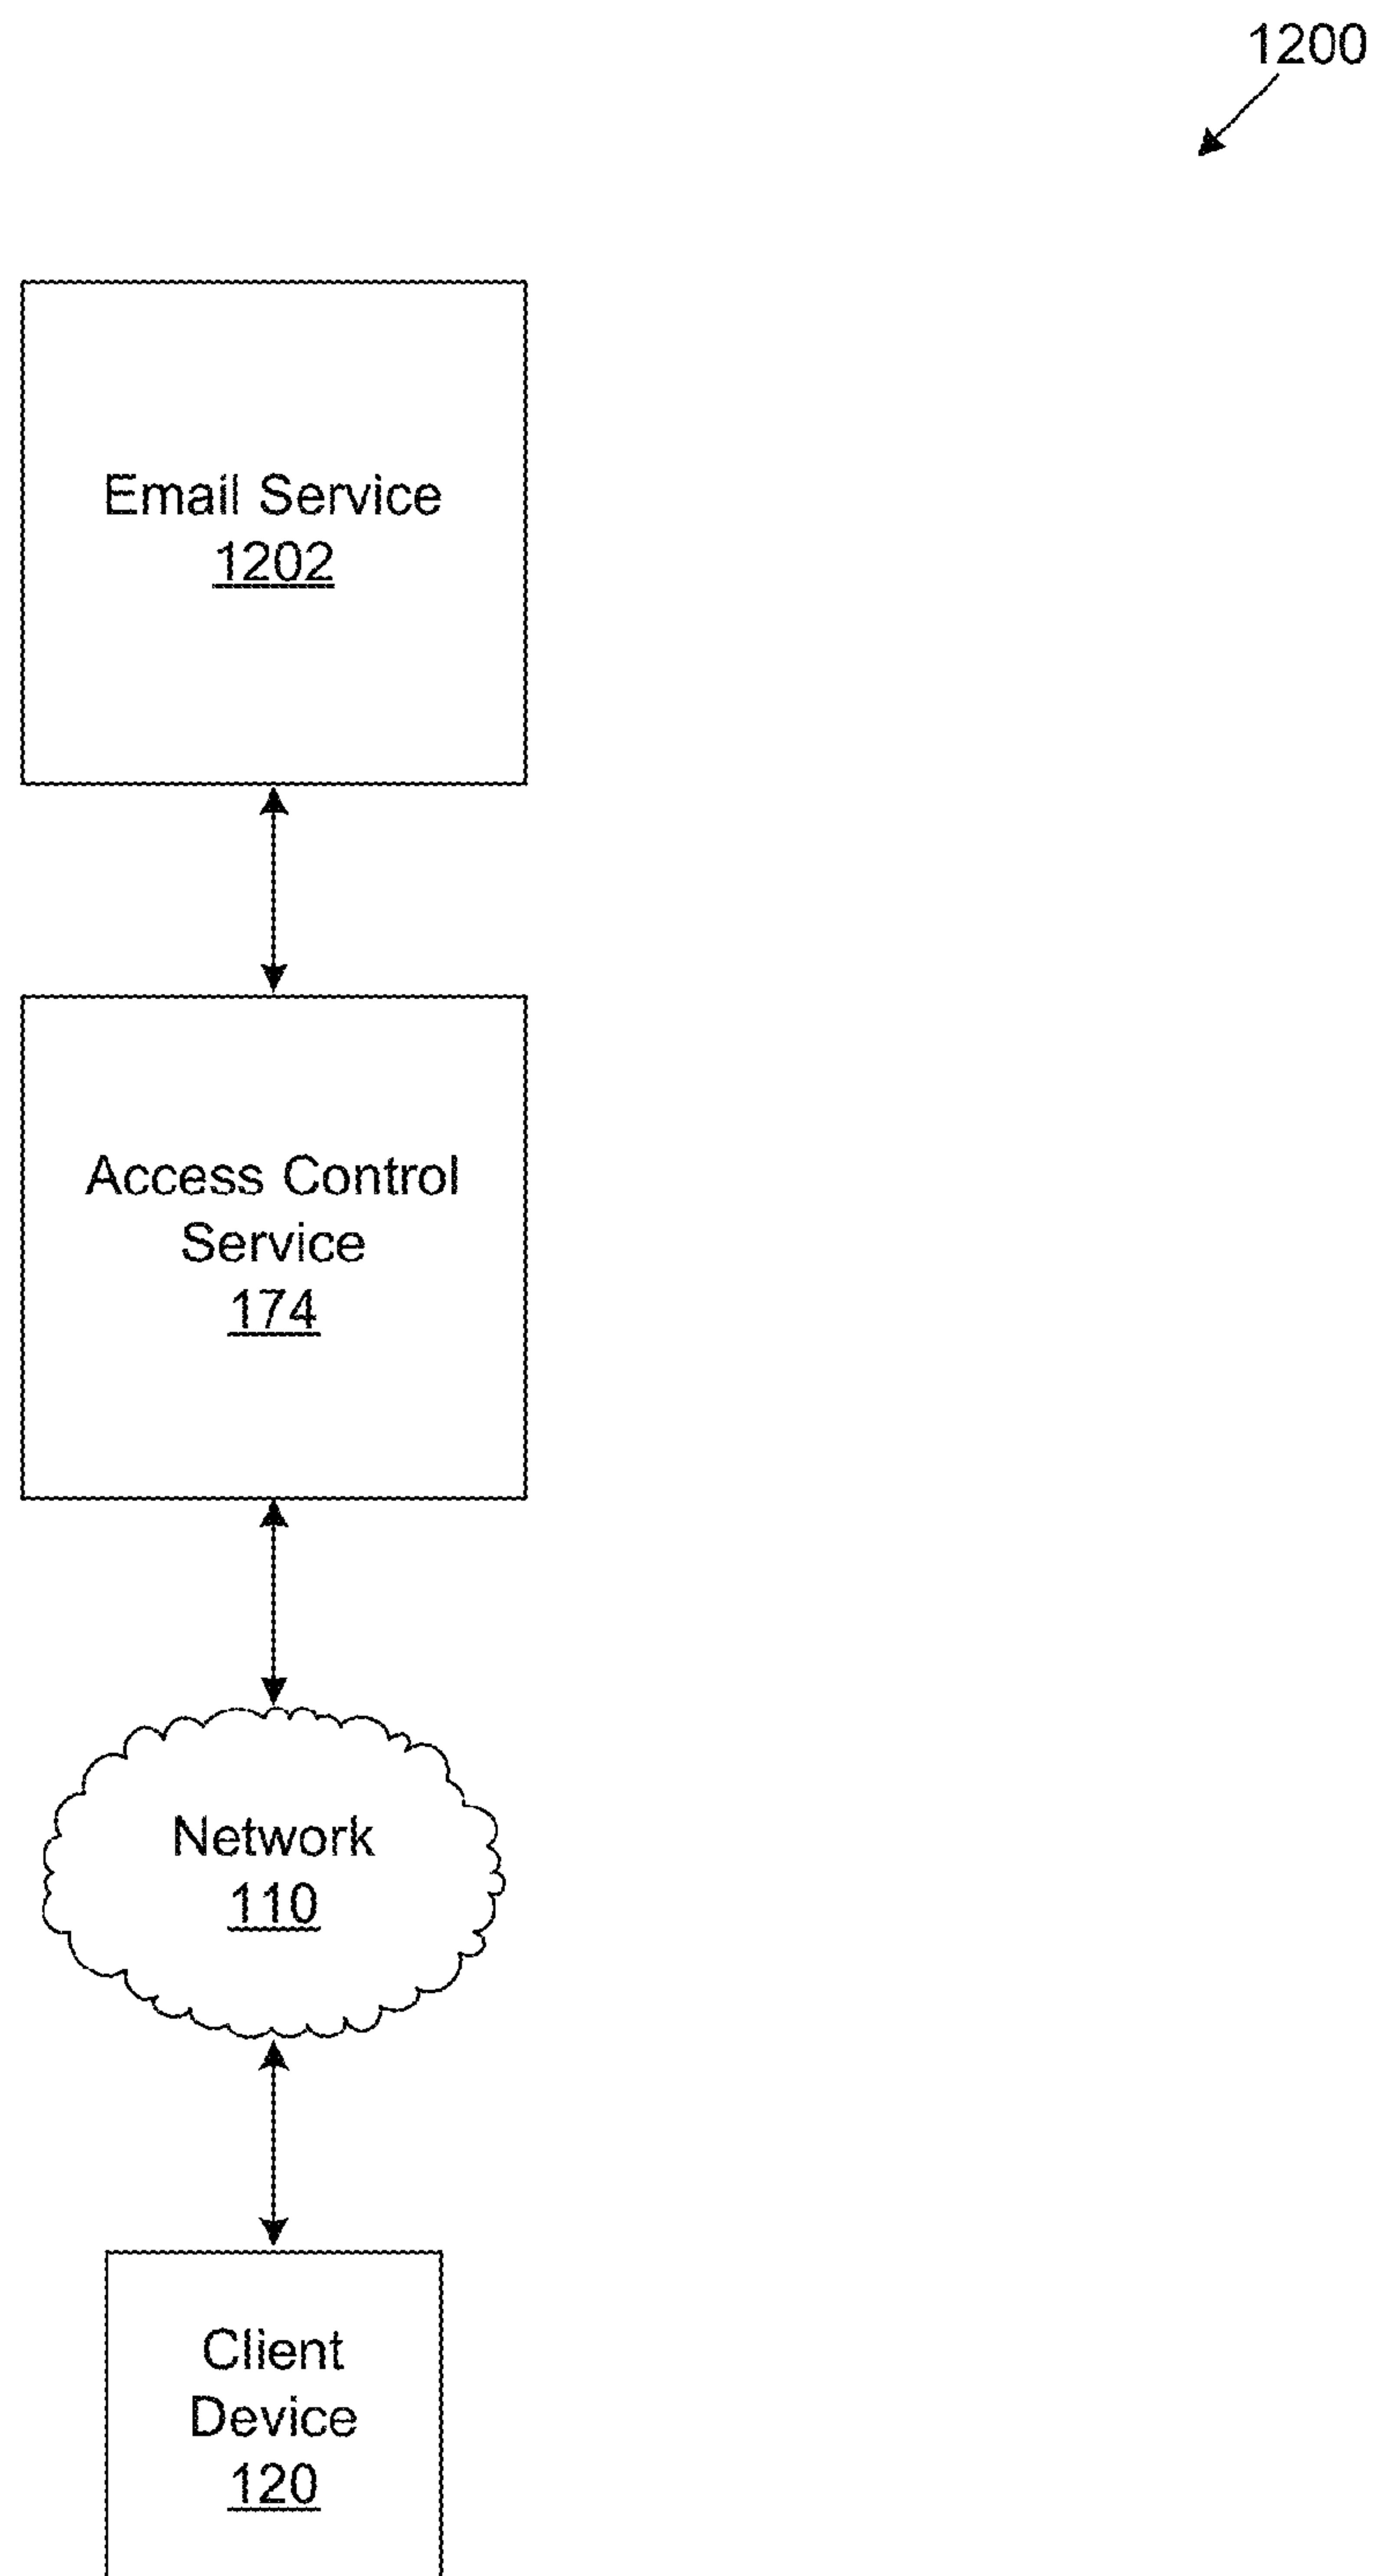 1200
Email Service
1202
Access Control
Service
174
Network
110
Client
Device
120